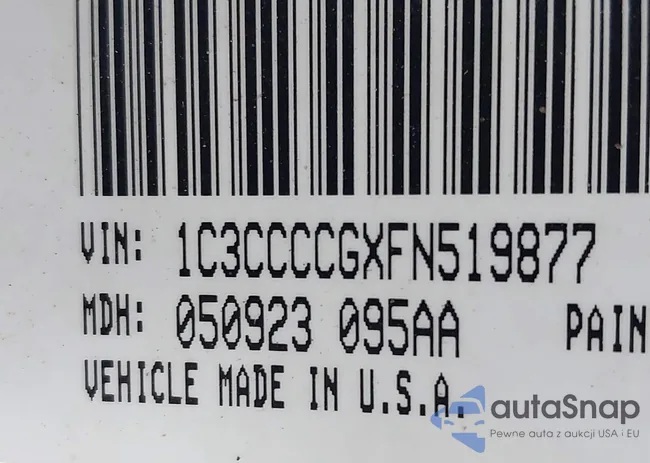 VIN: 1C3CCCCGXFN519877
MDH: 050923 095AA PAIN
VEHICLE MADE IN U.S.A.
autaSnap
Pewne auta z aukcji USA i EU